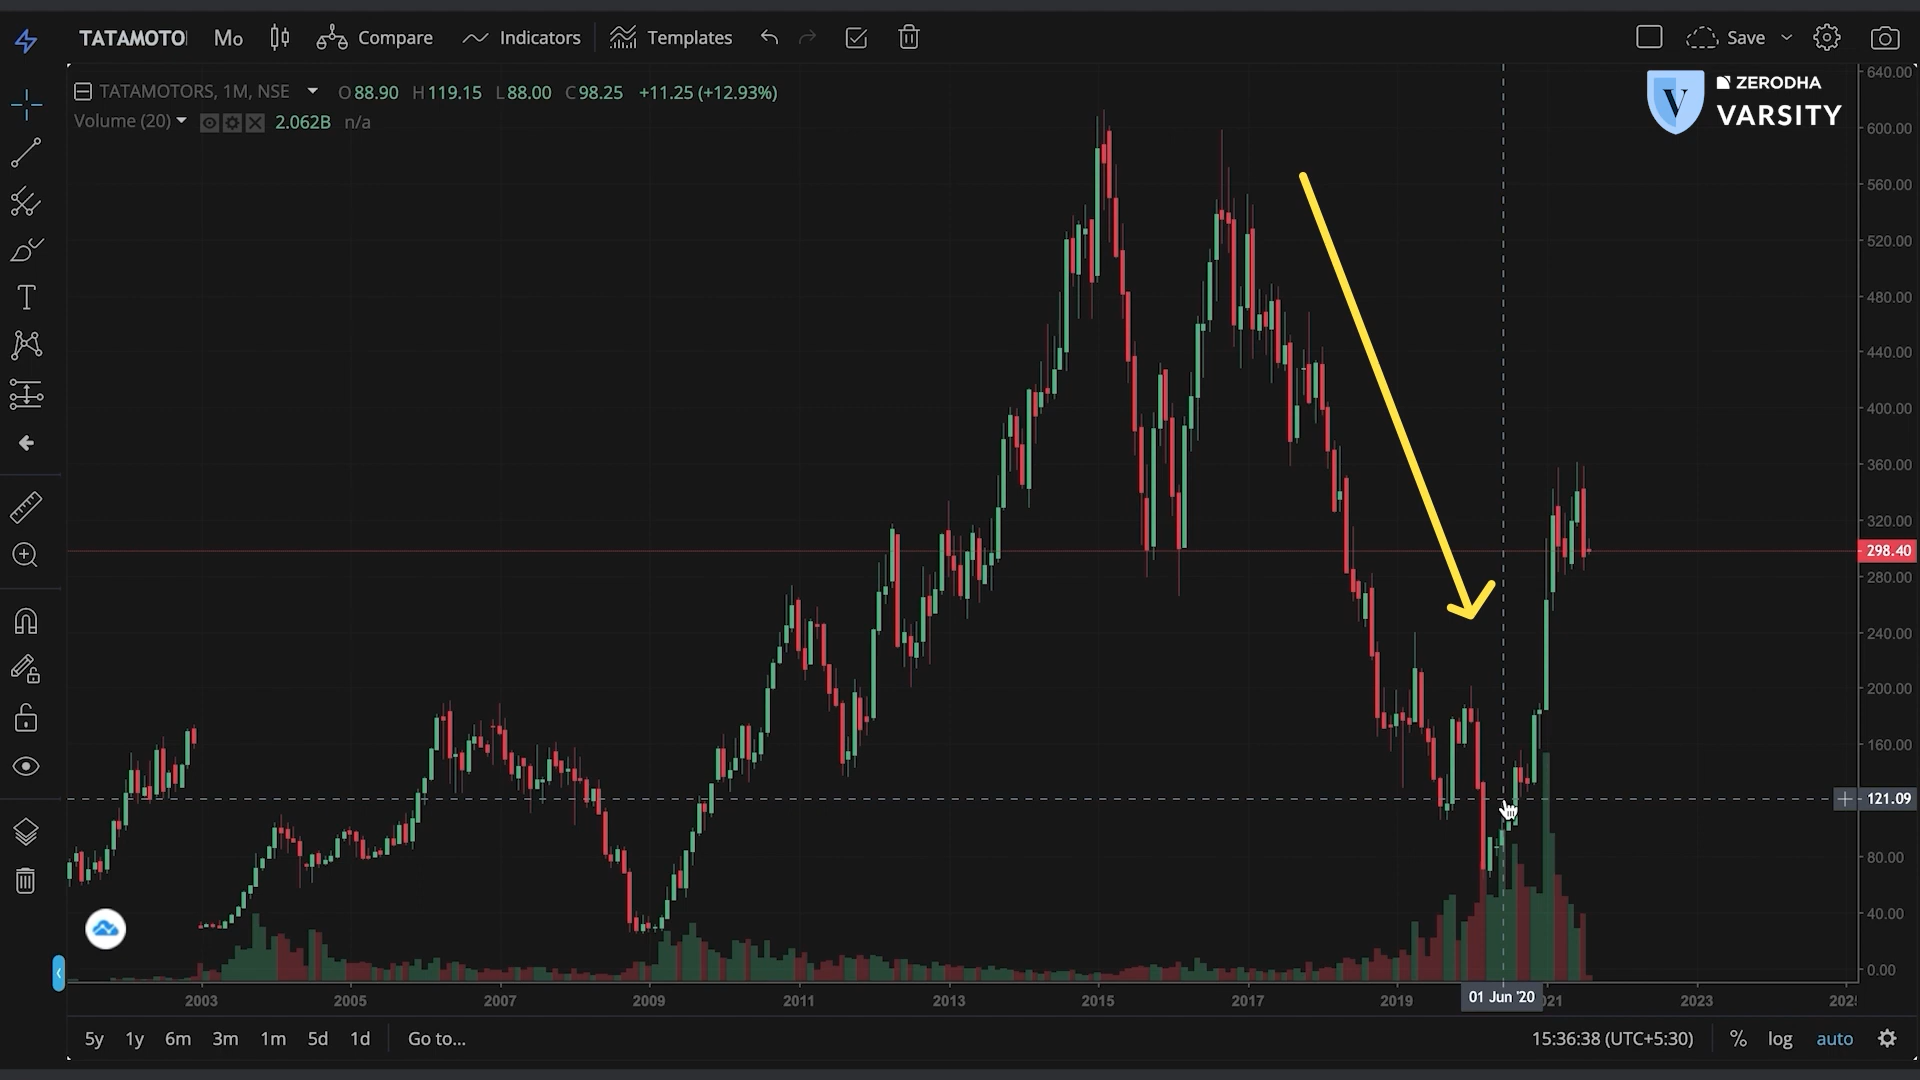 TATAMOTO Mo Compare Indicators Templates Save
TATAMOTORS, 1M, NSE O88.90 H119.15 L88.00 C98.25 +11.25 (+12.93%)
Volume (20) 2.062B n/a
V ZERODHA
VARSITY
640.00
600.00
560.00
520.00
480.00
440.00
400.00
360.00
320.00
298.40
280.00
240.00
200.00
160.00
121.09
80.00
40.00
0.00
2003 2005 2007 2009 2011 2013 2015 2017 2019 01 Jun '20 021 2023 202
5y 1y 6m 3m 1m 5d 1d Go to... 15:36:38 (UTC+5:30) % log auto